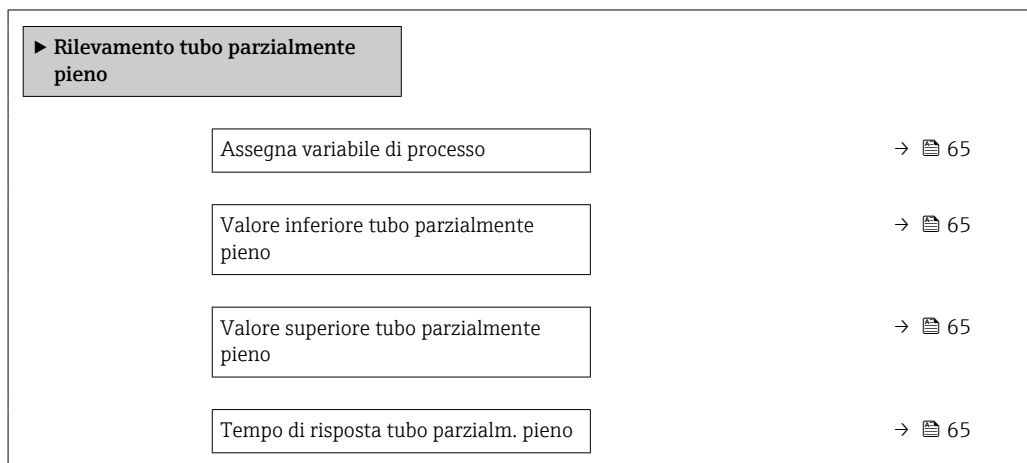 ▶ Rilevamento tubo parzialmente
pieno
Assegna variabile di processo → 65
Valore inferiore tubo parzialmente → 65
pieno
Valore superiore tubo parzialmente → 65
pieno
Tempo di risposta tubo parzialm. pieno → 65